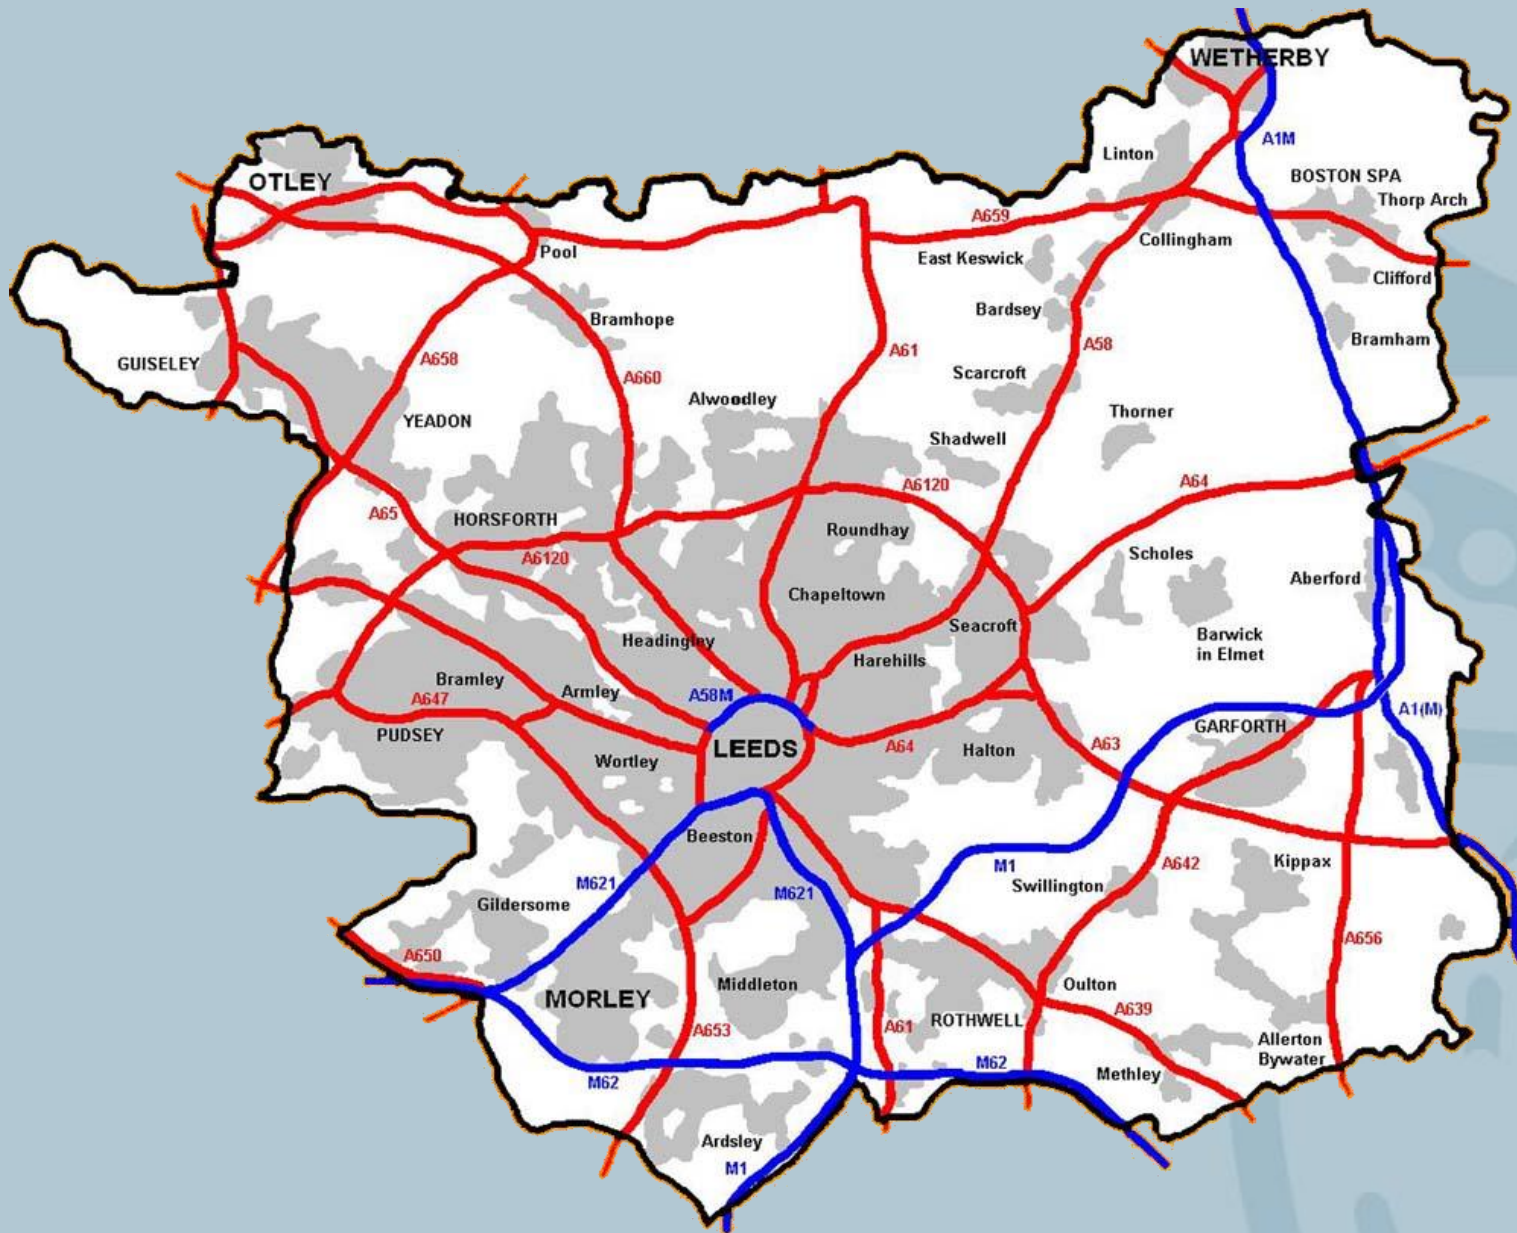 WETHERBY
A1M
Linton
BOSTON SPA
Thorp Arch
OTLEY
A659
Collingham
Pool
East Keswick
Clifford
Bardsey
Bramhope
Bramham
A58
A61
GUISELEY
A658
A660
Scarcroft
Alwoodley
Thorner
YEADON
Shadwell
A64
A6120
A65
HORSFORTH
Roundhay
A6120
Scholes
Aberford
Chapeltown
Seacroft
Headingley
Barwick
in Elmet
Harehills
Bramley
Armley
A58M
A647
A1(M)
GARFORTH
PUDSEY
A64
A63
LEEDS
Halton
Wortley
Beeston
M1
A642
Kippax
M621
M621
Swillington
Gildersome
A656
A650
Middleton
Oulton
MORLEY
A639
ROTHWELL
A61
A653
Allerton
Bywater
M62
Methley
M62
Ardsley
M1